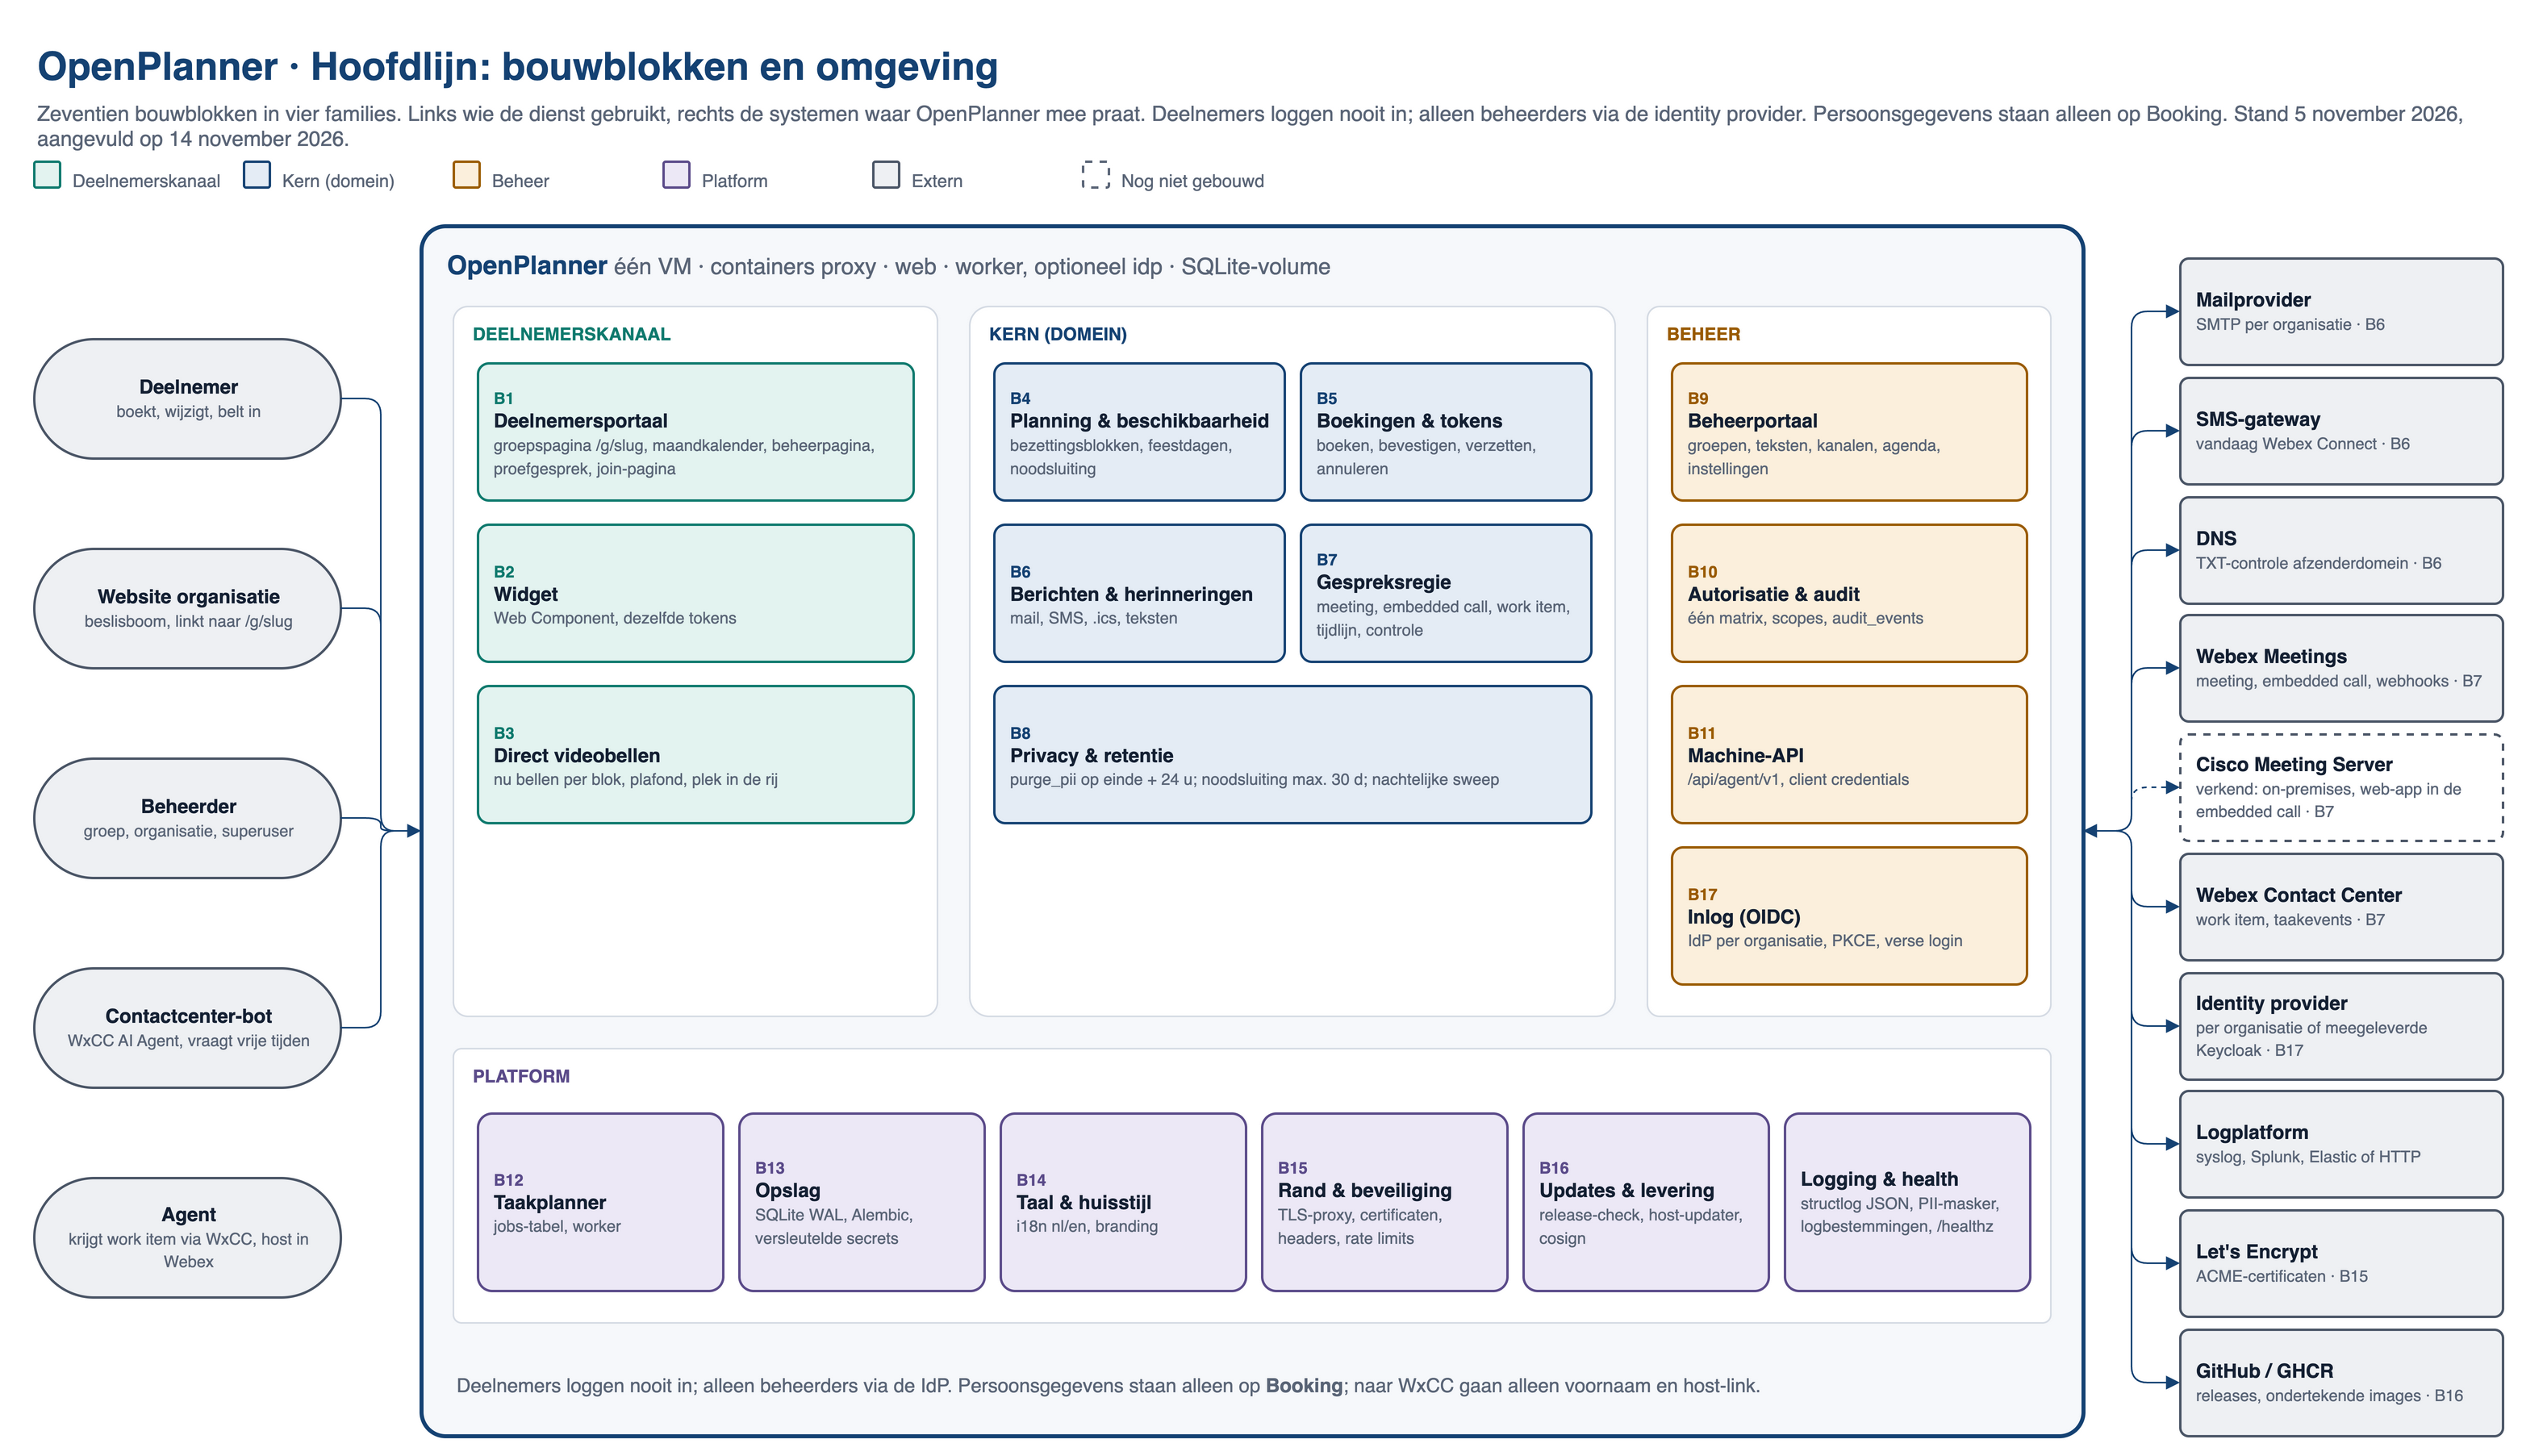 OpenPlanner · Hoofdlijn: bouwblokken en omgeving
Zeventien bouwblokken in vier families. Links wie de dienst gebruikt, rechts de systemen waar OpenPlanner mee praat. Deelnemers loggen nooit in; alleen beheerders via de identity provider. Persoonsgegevens staan alleen op Booking. Stand 5 november 2026,
aangevuld op 14 november 2026.
Deelnemerskanaal
Kern (domein)
Beheer
Platform
Extern
Nog niet gebouwd
Deelnemer
boekt, wijzigt, belt in
Website organisatie
beslisboom, linkt naar /g/slug
Beheerder
groep, organisatie, superuser
Contactcenter-bot
WxCC AI Agent, vraagt vrije tijden
Agent
krijgt work item via WxCC, host in
Webex
OpenPlanner één VM · containers proxy · web · worker, optioneel idp · SQLite-volume
DEELNEMERSKANAAL
B1
Deelnemersportaal
groepspagina /g/slug, maandkalender, beheerpagina,
proefgesprek, join-pagina
B2
Widget
Web Component, dezelfde tokens
B3
Direct videobellen
nu bellen per blok, plafond, plek in de rij
KERN (DOMEIN)
B4
Planning & beschikbaarheid
bezettingsblokken, feestdagen,
noodsluiting
B5
Boekingen & tokens
boeken, bevestigen, verzetten,
annuleren
B6
Berichten & herinneringen
mail, SMS, .ics, teksten
B7
Gespreksregie
meeting, embedded call, work item,
tijdlijn, controle
B8
Privacy & retentie
purge_pii op einde + 24 u; noodsluiting max. 30 d; nachtelijke sweep
BEHEER
B9
Beheerportaal
groepen, teksten, kanalen, agenda,
instellingen
B10
Autorisatie & audit
één matrix, scopes, audit_events
B11
Machine-API
/api/agent/v1, client credentials
B17
Inlog (OIDC)
IdP per organisatie, PKCE, verse login
PLATFORM
B12
Taakplanner
jobs-tabel, worker
B13
Opslag
SQLite WAL, Alembic,
versleutelde secrets
B14
Taal & huisstijl
i18n nl/en, branding
B15
Rand & beveiliging
TLS-proxy, certificaten,
headers, rate limits
B16
Updates & levering
release-check, host-updater,
cosign
Logging & health
structlog JSON, PII-masker,
logbestemmingen, /healthz
Deelnemers loggen nooit in; alleen beheerders via de IdP. Persoonsgegevens staan alleen op Booking; naar WxCC gaan alleen voornaam en host-link.
Mailprovider
SMTP per organisatie · B6
SMS-gateway
vandaag Webex Connect · B6
DNS
TXT-controle afzenderdomein · B6
Webex Meetings
meeting, embedded call, webhooks · B7
Cisco Meeting Server
verkend: on-premises, web-app in de
embedded call · B7
Webex Contact Center
work item, taakevents · B7
Identity provider
per organisatie of meegeleverde
Keycloak · B17
Logplatform
syslog, Splunk, Elastic of HTTP
Let's Encrypt
ACME-certificaten · B15
GitHub / GHCR
releases, ondertekende images · B16